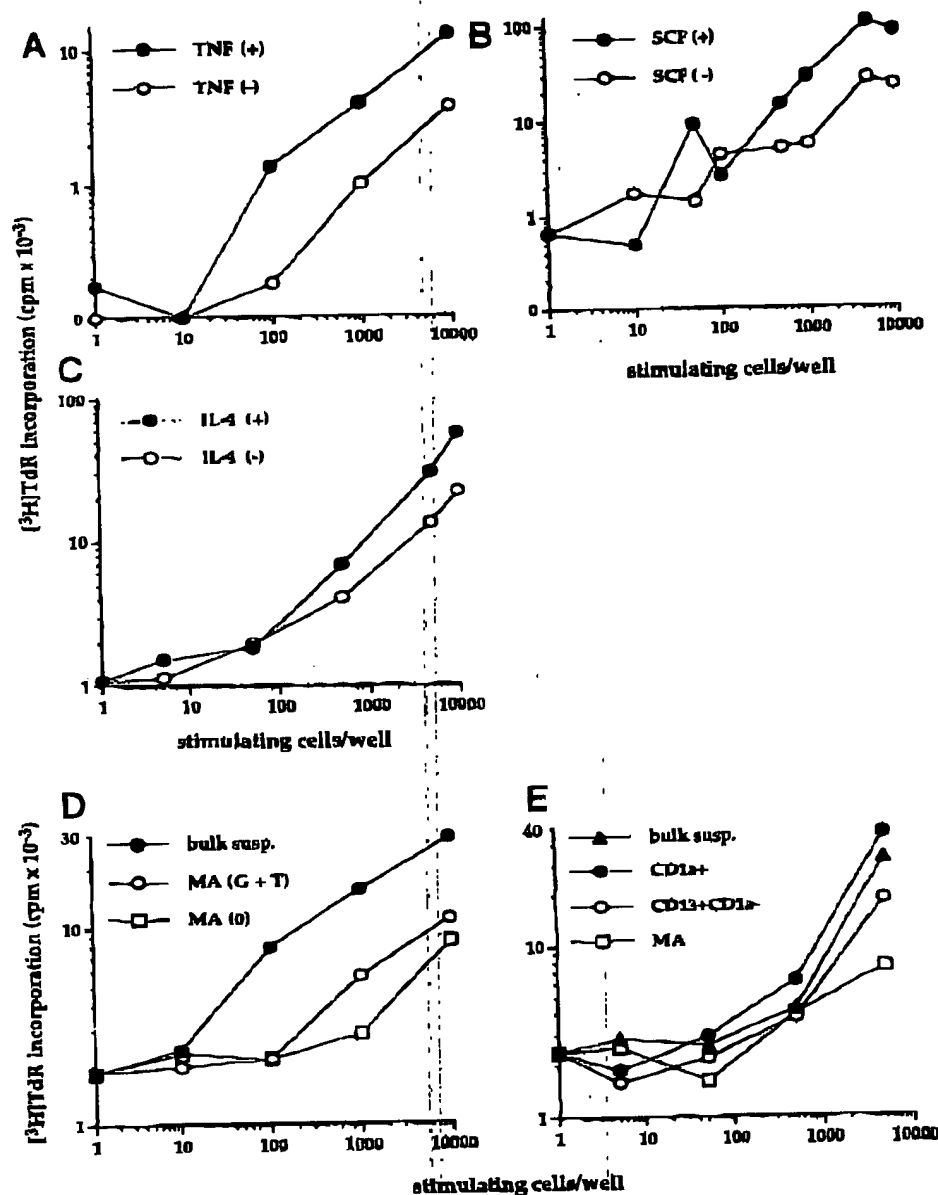 A
TNF (+)
TNF (-)
10
1
0
1 10 100 1000 10000
B
SCF (+)
SCF (-)
100
10
1
0
1 10 100 1000 10000
stimulating cells/well
[³H]TdR incorporation (cpm x 10⁻³)
C
IL-4 (+)
IL-4 (-)
100
10
1
1 10 100 1000 10000
stimulating cells/well
D
bulk susp.
MA (G + T)
MA (0)
30
10
1
1 10 100 1000 10000
[³H]TdR incorporation (cpm x 10⁻³)
E
bulk susp.
CD1a+
CD13+CD1a-
MA
40
10
1
1 10 100 1000 10000
stimulating cells/well